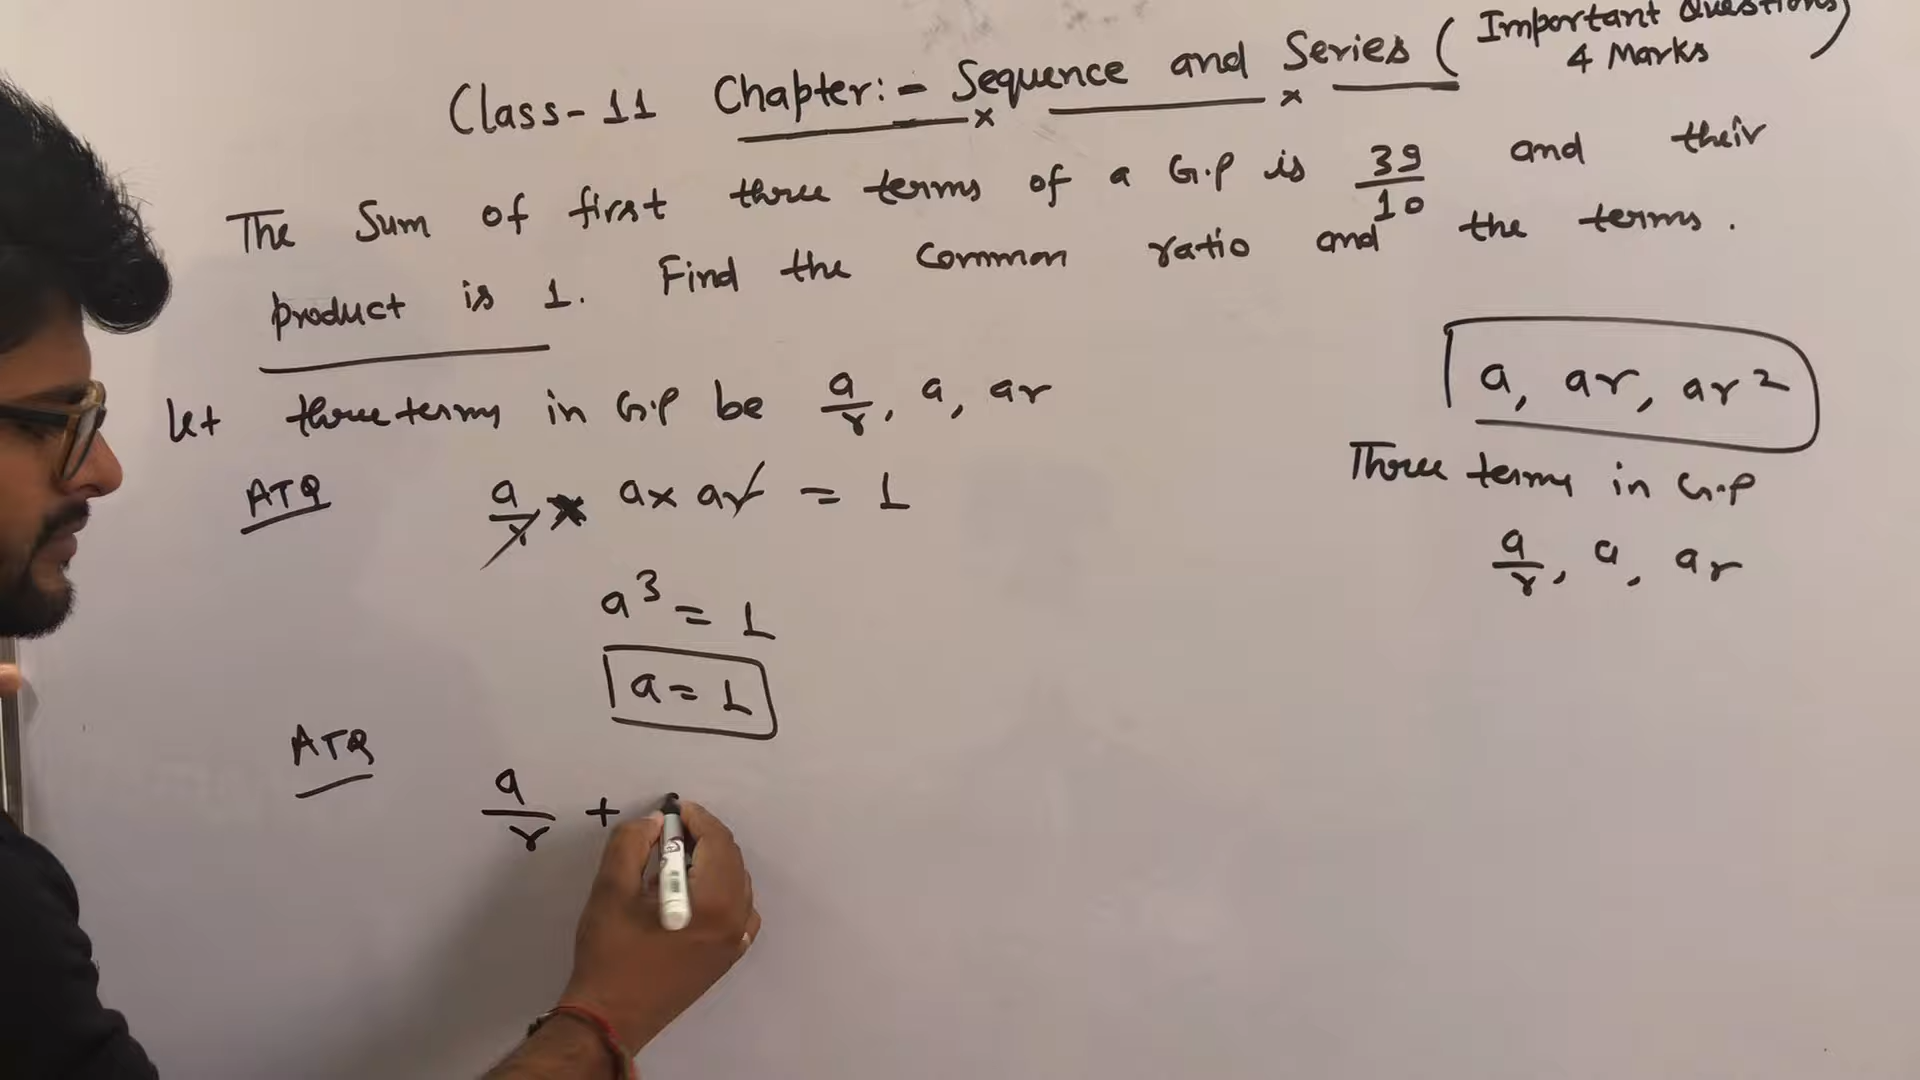 Class-11 Chapter:- Sequence and Series (Important Questions)
4 Marks
The Sum of first three terms of a G.P is 39/10 and their
product is 1. Find the common ratio and the terms.
Let three terms in G.P be a/r, a, ar
ATQ a/r × a × ar = 1
a³ = 1
a = 1
ATQ
a/r +
a, ar, ar²
Three terms in G.P
a/r, a, ar